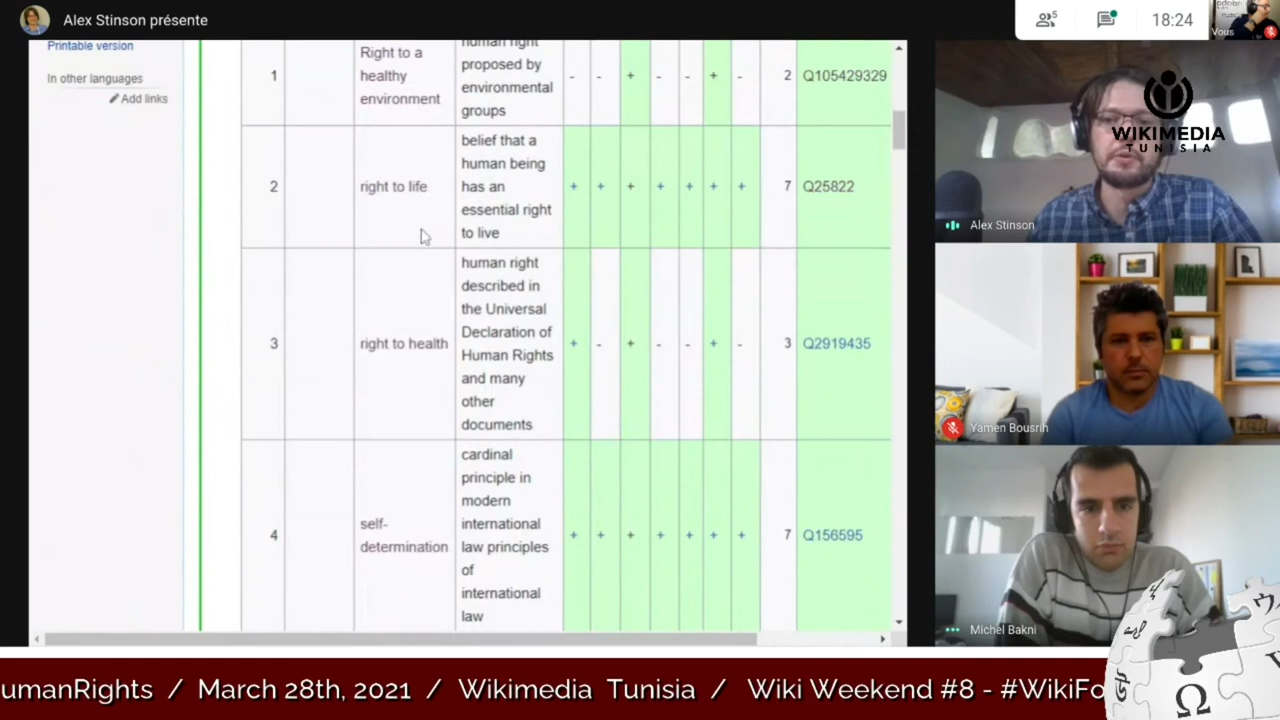 Alex Stinson présente
5
18:24
Vous
Printable version
In other languages
Add links
1
Right to a
healthy
environment
human right
proposed by
environmental
groups
- - + - - + -
2
Q105429329
2
right to life
belief that a
human being
has an
essential right
to live
+ + + + + + +
7
Q25822
3
right to health
human right
described in
the Universal
Declaration of
Human Rights
and many
other
documents
+ - + - - + -
3
Q2919435
4
self-
determination
cardinal
principle in
modern
international
law principles
of
international
law
+ + + + + + +
7
Q156595
WIKIMEDIA
TUNISIA
Alex Stinson
Yamen Bousrih
Michel Bakni
umanRights / March 28th, 2021 / Wikimedia Tunisia / Wiki Weekend #8 - #WikiFo
Ω